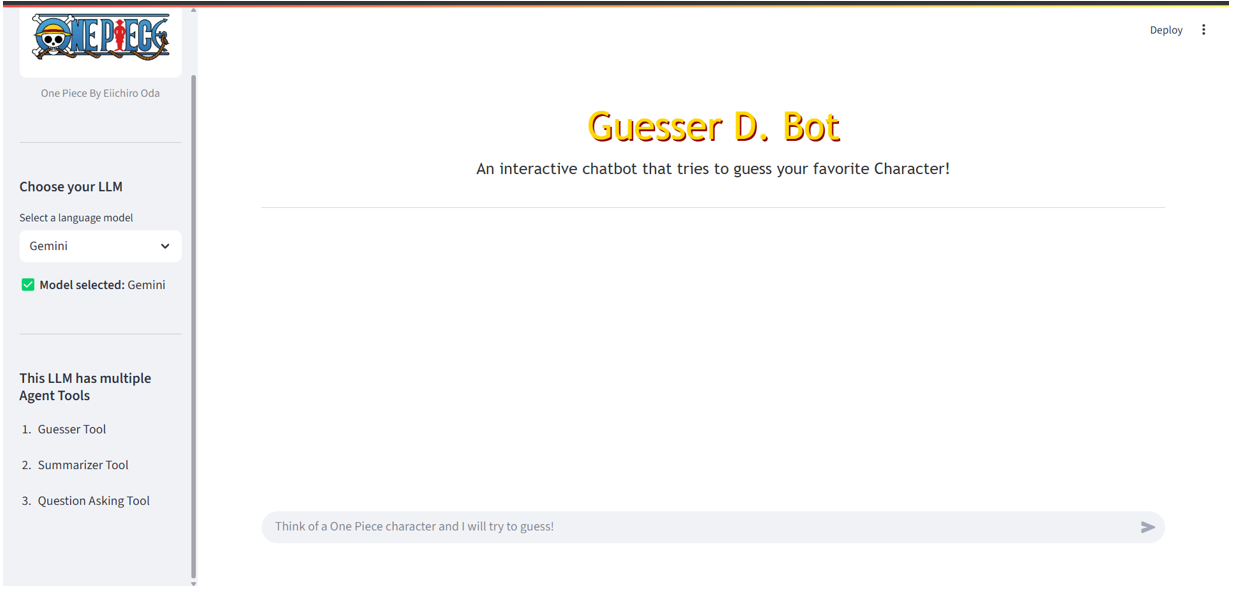 ONE PIECE
One Piece By Eiichiro Oda
Choose your LLM
Select a language model
Gemini
Model selected: Gemini
This LLM has multiple
Agent Tools
1. Guesser Tool
2. Summarizer Tool
3. Question Asking Tool
Deploy
Guesser D. Bot
An interactive chatbot that tries to guess your favorite Character!
Think of a One Piece character and I will try to guess!